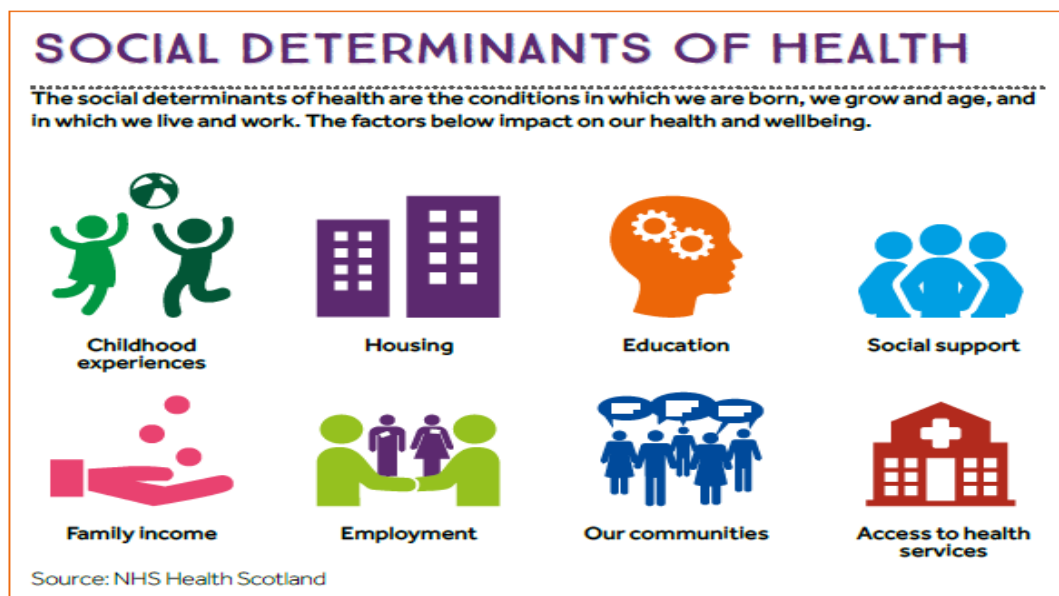 SOCIAL DETERMINANTS OF HEALTH
The social determinants of health are the conditions in which we are born, we grow and age, and
in which we live and work. The factors below impact on our health and wellbeing.
Childhood
experiences
Housing
Education
Social support
Family income
Employment
Our communities
Access to health
services
Source: NHS Health Scotland